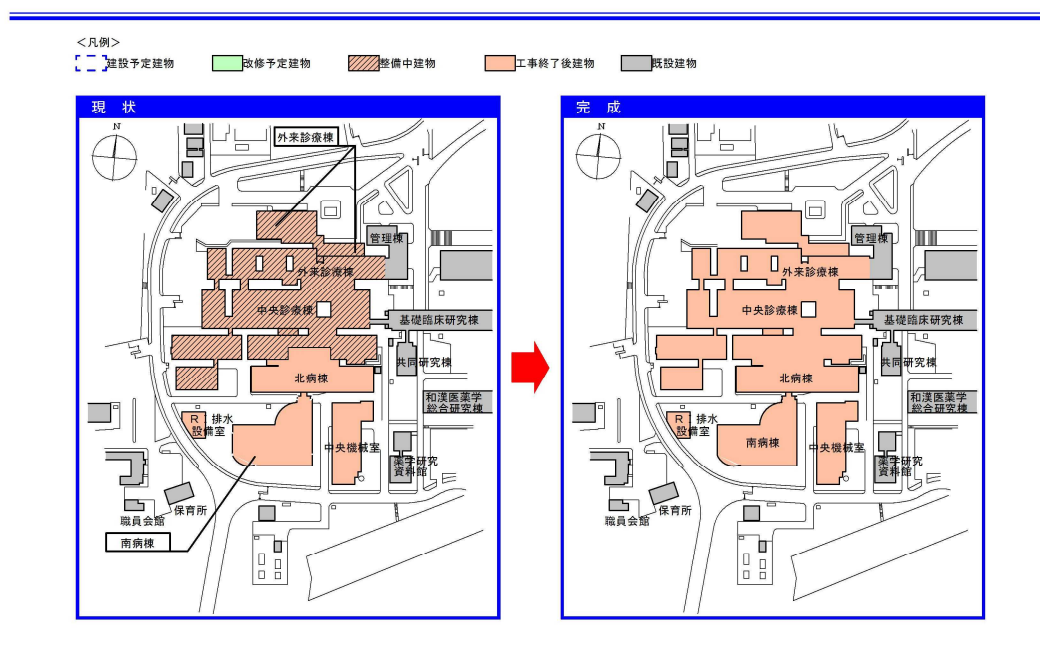 ＜凡例＞
建設予定建物
改修予定建物
整備中建物
工事終了後建物
既設建物
現 状
N
外来診療棟
管理棟
外来診療棟
中央診療棟
基礎臨床研究棟
共同研究棟
北病棟
和漢医薬学
総合研究棟
ＲＩ排水
設備室
中央機械室
薬学研究
資料館
保育所
職員会館
南病棟
完 成
N
管理棟
外来診療棟
中央診療棟
基礎臨床研究棟
共同研究棟
北病棟
和漢医薬学
総合研究棟
ＲＩ排水
設備室
南病棟
中央機械室
薬学研究
資料館
保育所
職員会館